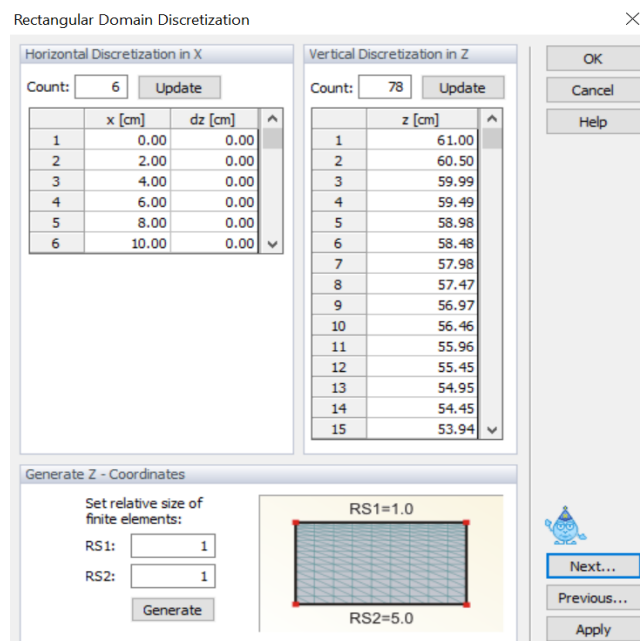 Rectangular Domain Discretization
Horizontal Discretization in X
Count: 6 Update
x [cm] dz [cm]
1 0.00 0.00
2 2.00 0.00
3 4.00 0.00
4 6.00 0.00
5 8.00 0.00
6 10.00 0.00
Vertical Discretization in Z
Count: 78 Update
z [cm]
1 61.00
2 60.50
3 59.99
4 59.49
5 58.98
6 58.48
7 57.98
8 57.47
9 56.97
10 56.46
11 55.96
12 55.45
13 54.95
14 54.45
15 53.94
OK
Cancel
Help
Generate Z - Coordinates
Set relative size of
finite elements:
RS1: 1
RS2: 1
Generate
RS1=1.0
RS2=5.0
Next...
Previous...
Apply